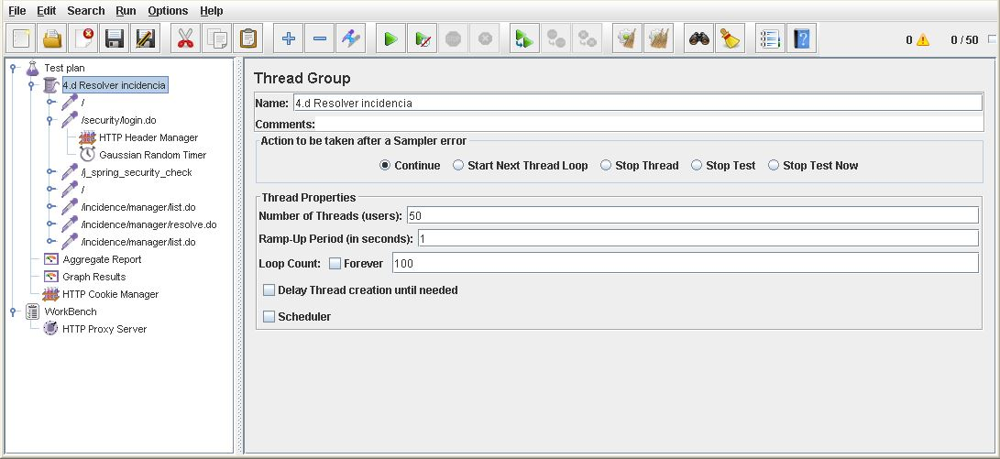 File Edit Search Run Options Help
0 0 / 50
Test plan
4.d Resolver incidencia
/
/security/login.do
HTTP Header Manager
Gaussian Random Timer
/j_spring_security_check
/
/incidence/manager/list.do
/incidence/manager/resolve.do
/incidence/manager/list.do
Aggregate Report
Graph Results
HTTP Cookie Manager
WorkBench
HTTP Proxy Server
Thread Group
Name: 4.d Resolver incidencia
Comments:
Action to be taken after a Sampler error
Continue Start Next Thread Loop Stop Thread Stop Test Stop Test Now
Thread Properties
Number of Threads (users): 50
Ramp-Up Period (in seconds): 1
Loop Count: Forever 100
Delay Thread creation until needed
Scheduler